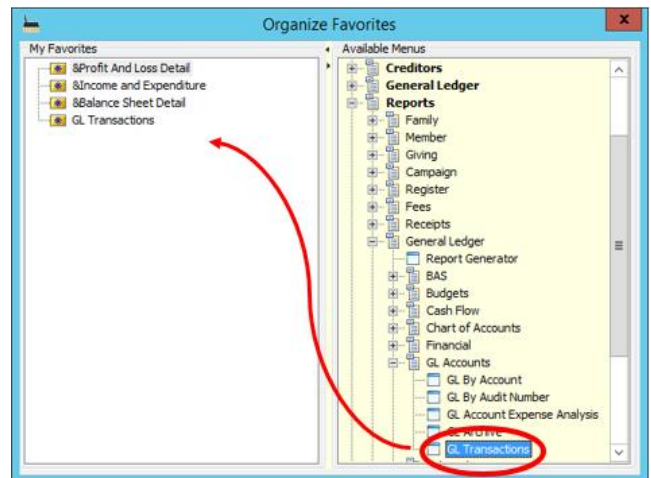 Organize Favorites
x
My Favorites
&Profit And Loss Detail
&Income and Expenditure
&Balance Sheet Detail
GL Transactions
Available Menus
Creditors
General Ledger
Reports
Family
Member
Giving
Campaign
Register
Fees
Receipts
General Ledger
Report Generator
BAS
Budgets
Cash Flow
Chart of Accounts
Financial
GL Accounts
GL By Account
GL By Audit Number
GL Account Expense Analysis
GL Archive
GL Transactions